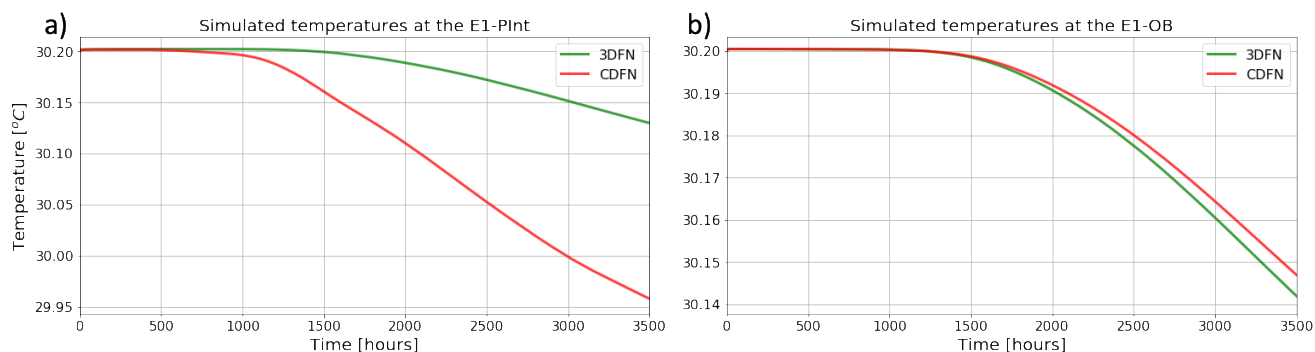 a)
Simulated temperatures at the E1-PInt
3DFN
CDFN
Temperature [°C]
30.20
30.15
30.10
30.05
30.00
29.95
0 500 1000 1500 2000 2500 3000 3500
Time [hours]
b)
Simulated temperatures at the E1-OB
3DFN
CDFN
30.20
30.19
30.18
30.17
30.16
30.15
30.14
0 500 1000 1500 2000 2500 3000 3500
Time [hours]